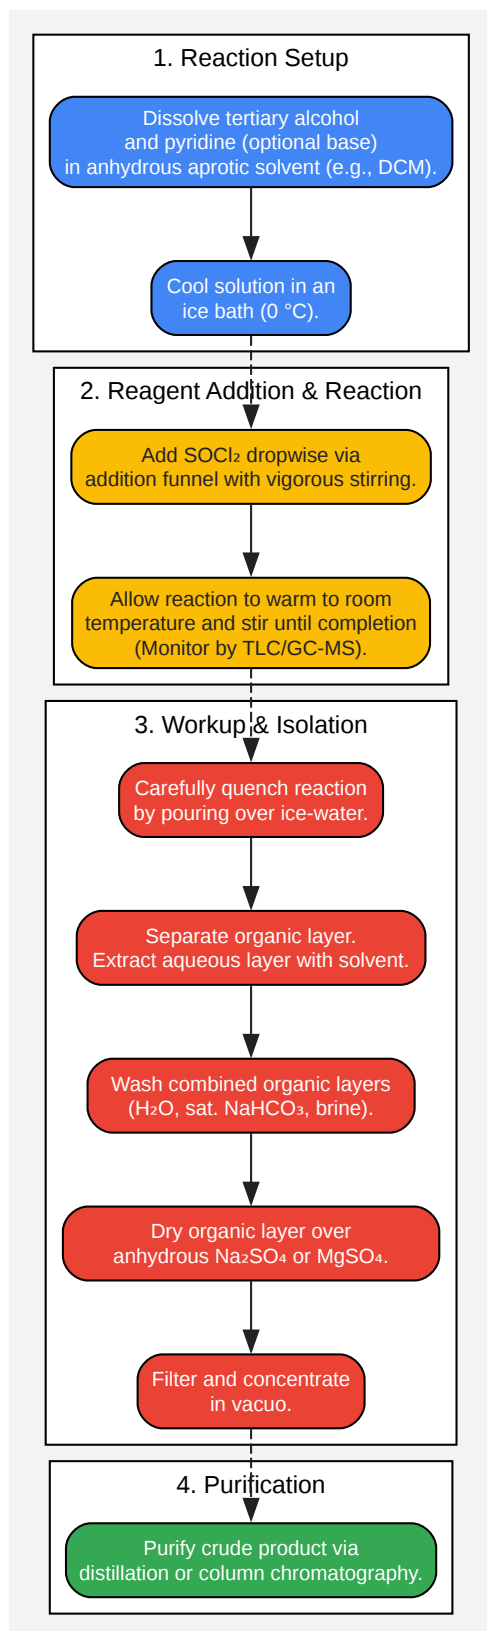 1. Reaction Setup
Dissolve tertiary alcohol
and pyridine (optional base)
in anhydrous aprotic solvent (e.g., DCM).
Cool solution in an
ice bath (0 °C).
2. Reagent Addition & Reaction
Add SOCl₂ dropwise via
addition funnel with vigorous stirring.
Allow reaction to warm to room
temperature and stir until completion
(Monitor by TLC/GC-MS).
3. Workup & Isolation
Carefully quench reaction
by pouring over ice-water.
Separate organic layer.
Extract aqueous layer with solvent.
Wash combined organic layers
(H₂O, sat. NaHCO₃, brine).
Dry organic layer over
anhydrous Na₂SO₄ or MgSO₄.
Filter and concentrate
in vacuo.
4. Purification
Purify crude product via
distillation or column chromatography.